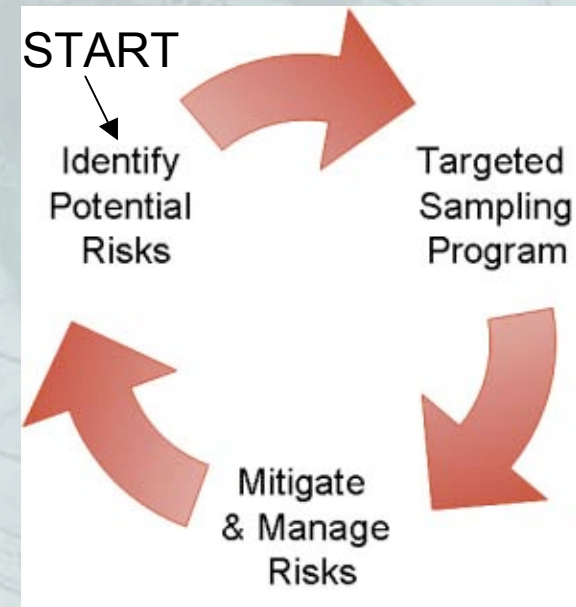 START
Identify
Potential
Risks
Targeted
Sampling
Program
Mitigate
& Manage
Risks